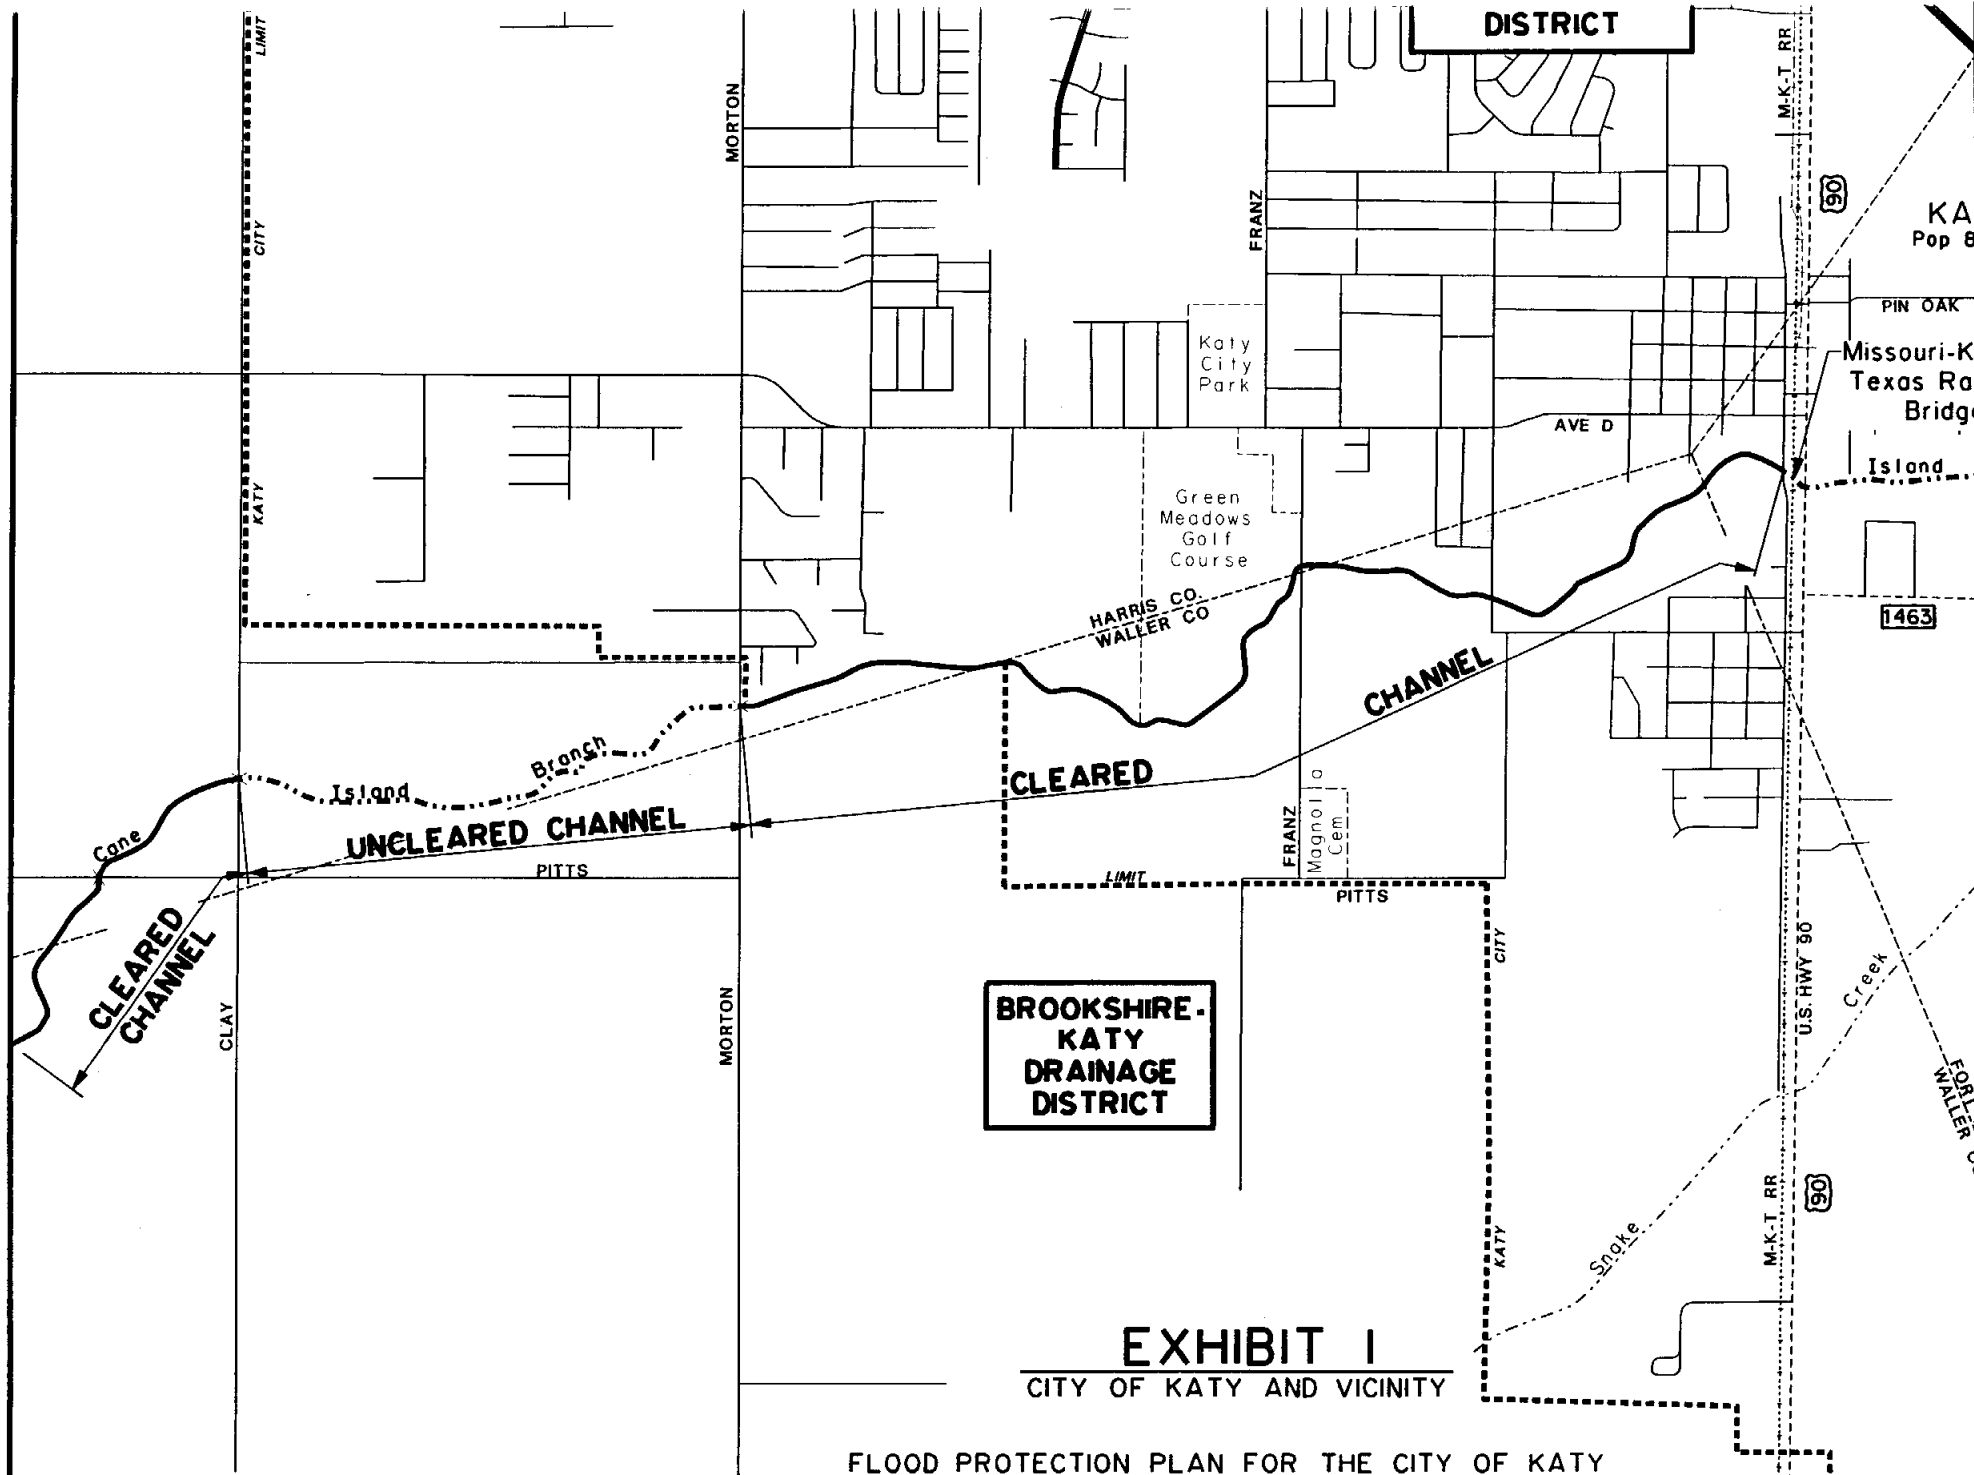 DISTRICT
LIMIT
CITY
KATY
MORTON
FRANZ
M-K-T RR
90
KA
Pop 8
PIN OAK
Missouri-K
Texas Ra
Bridge
Island
Katy
City
Park
AVE D
Green
Meadows
Golf
Course
HARRIS CO.
WALLER CO
1463
CHANNEL
CLEARED
UNCLEARED CHANNEL
Cane
Island
Branch
PITTS
CLEARED
CHANNEL
CLAY
MORTON
FRANZ
Magnolia
Cem
LIMIT
PITTS
CITY
KATY
BROOKSHIRE-
KATY
DRAINAGE
DISTRICT
U.S. HWY 90
Snake
Creek
WALLER
M-K-T RR
90
EXHIBIT 1
CITY OF KATY AND VICINITY
FLOOD PROTECTION PLAN FOR THE CITY OF KATY